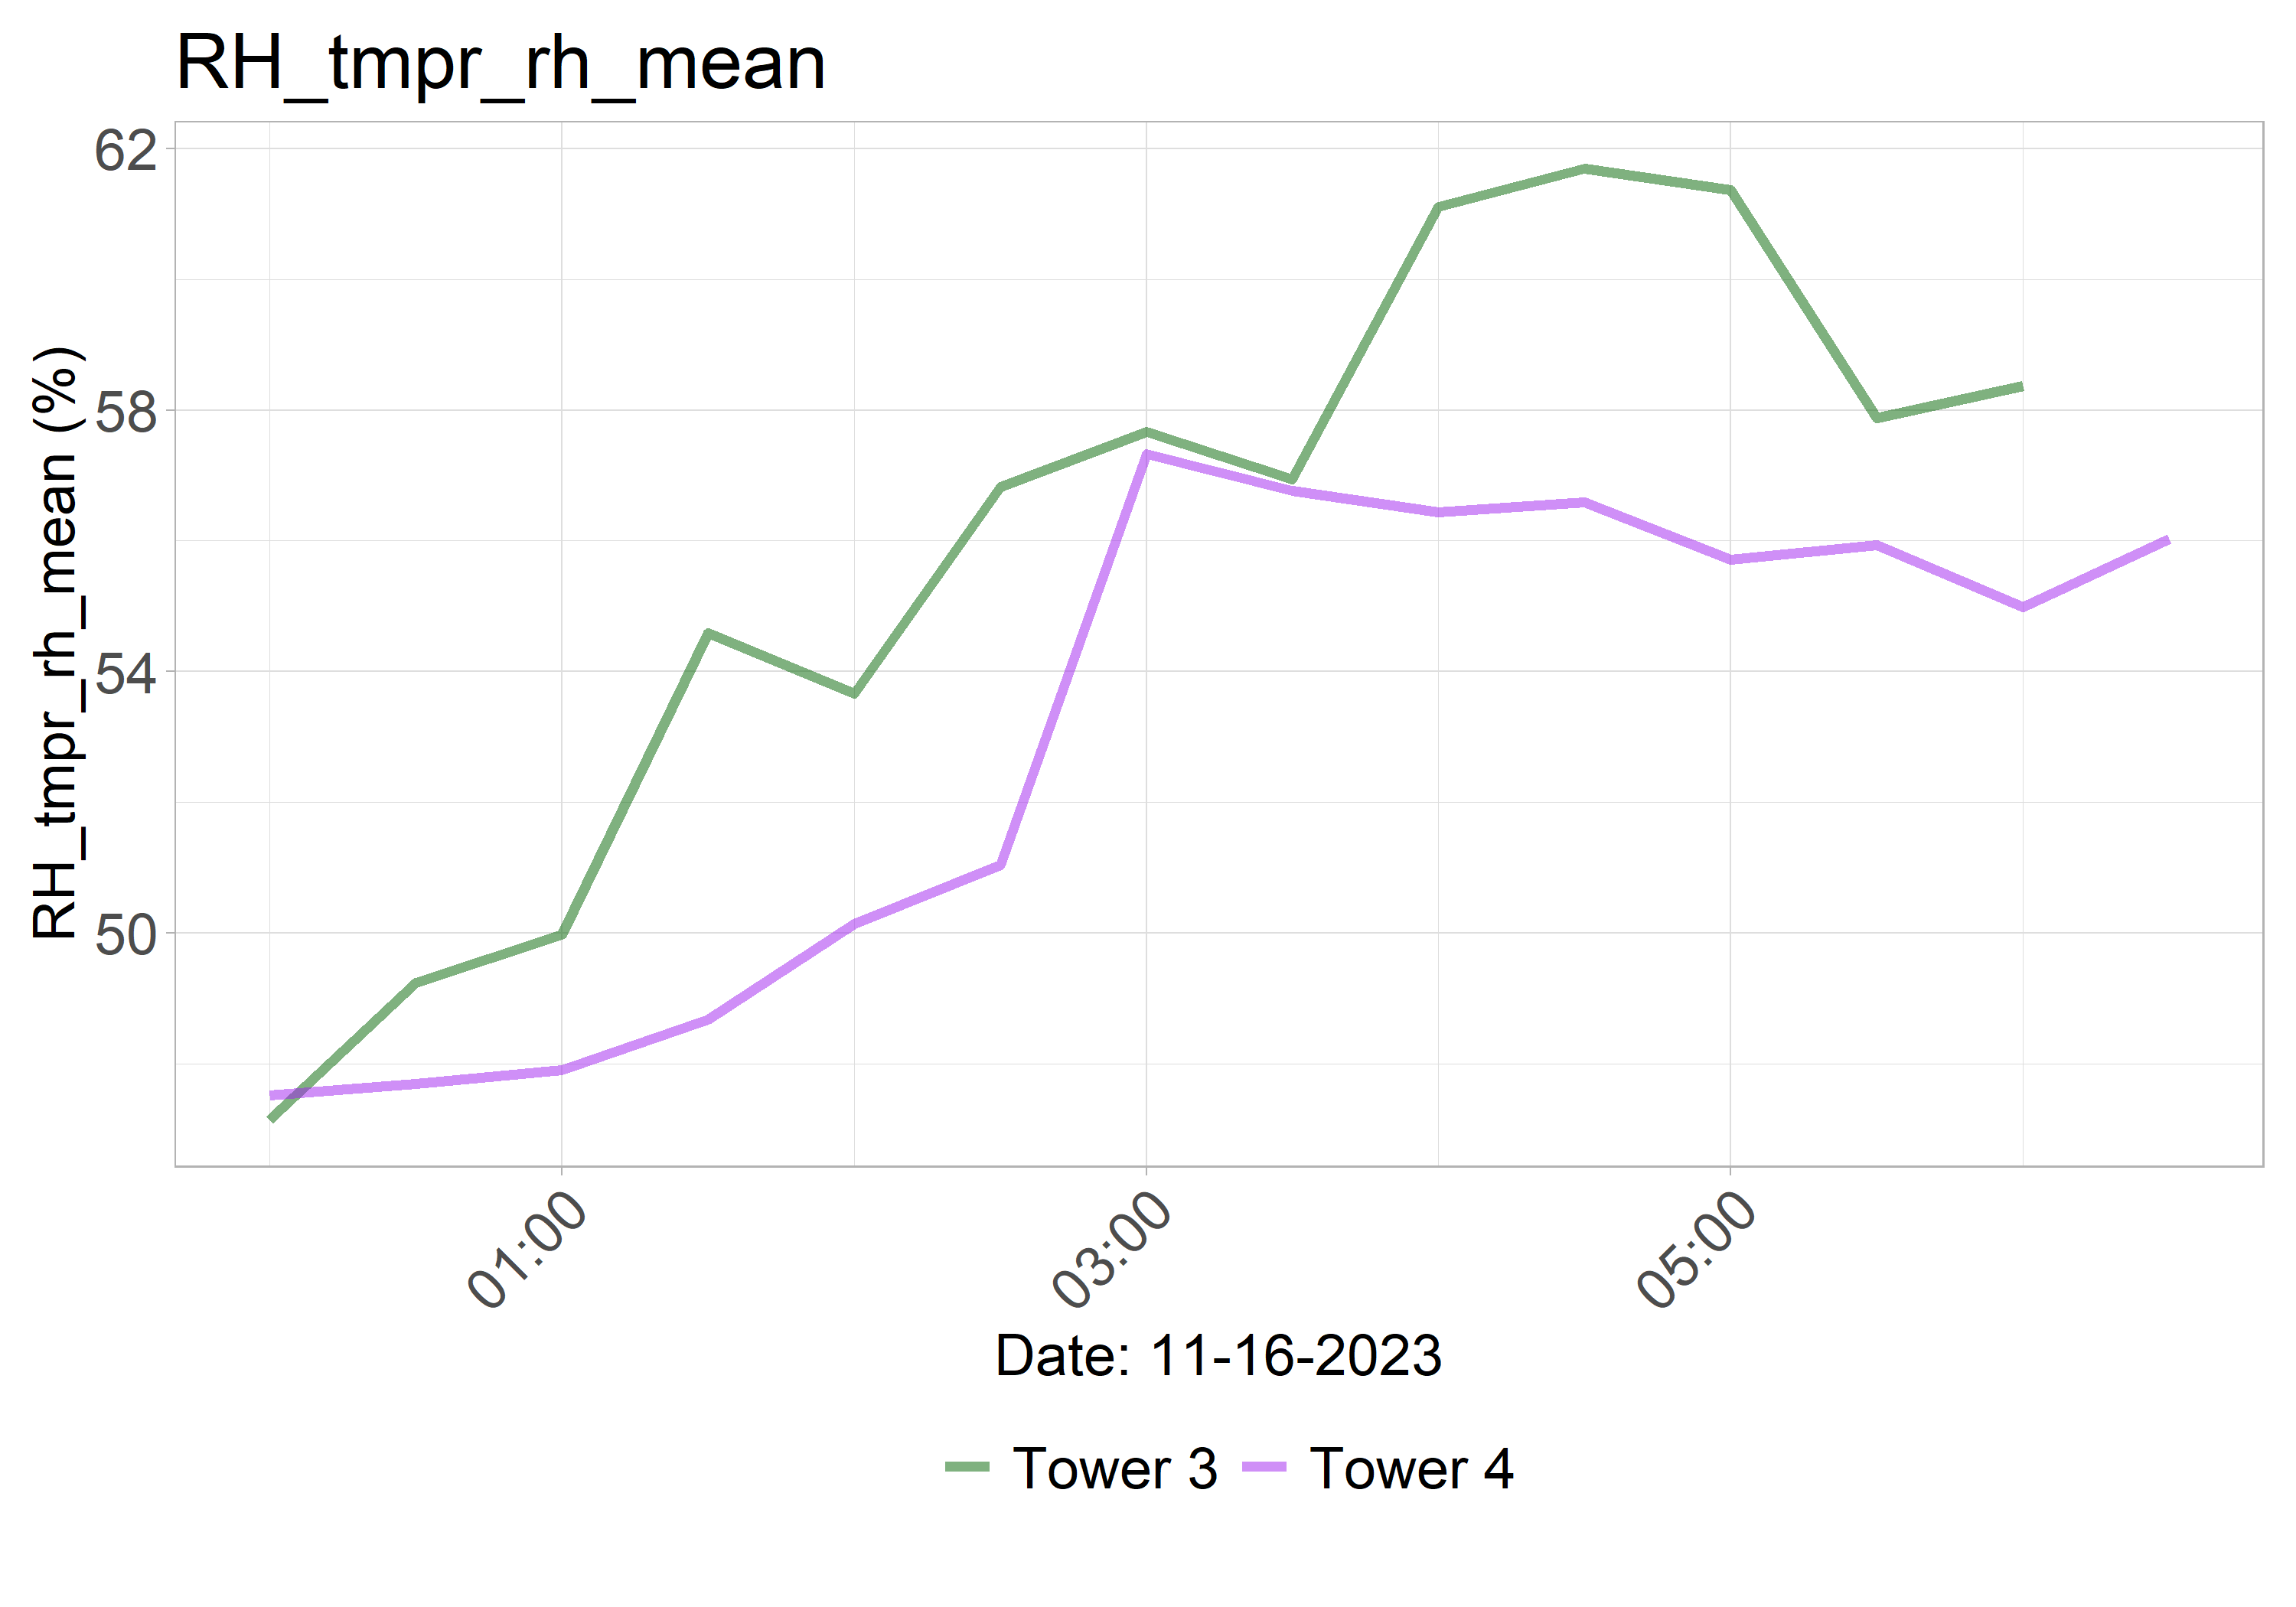 RH_tmpr_rh_mean
RH_tmpr_rh_mean (%)
62
58
54
50
01:00
03:00
05:00
Date: 11-16-2023
Tower 3
Tower 4